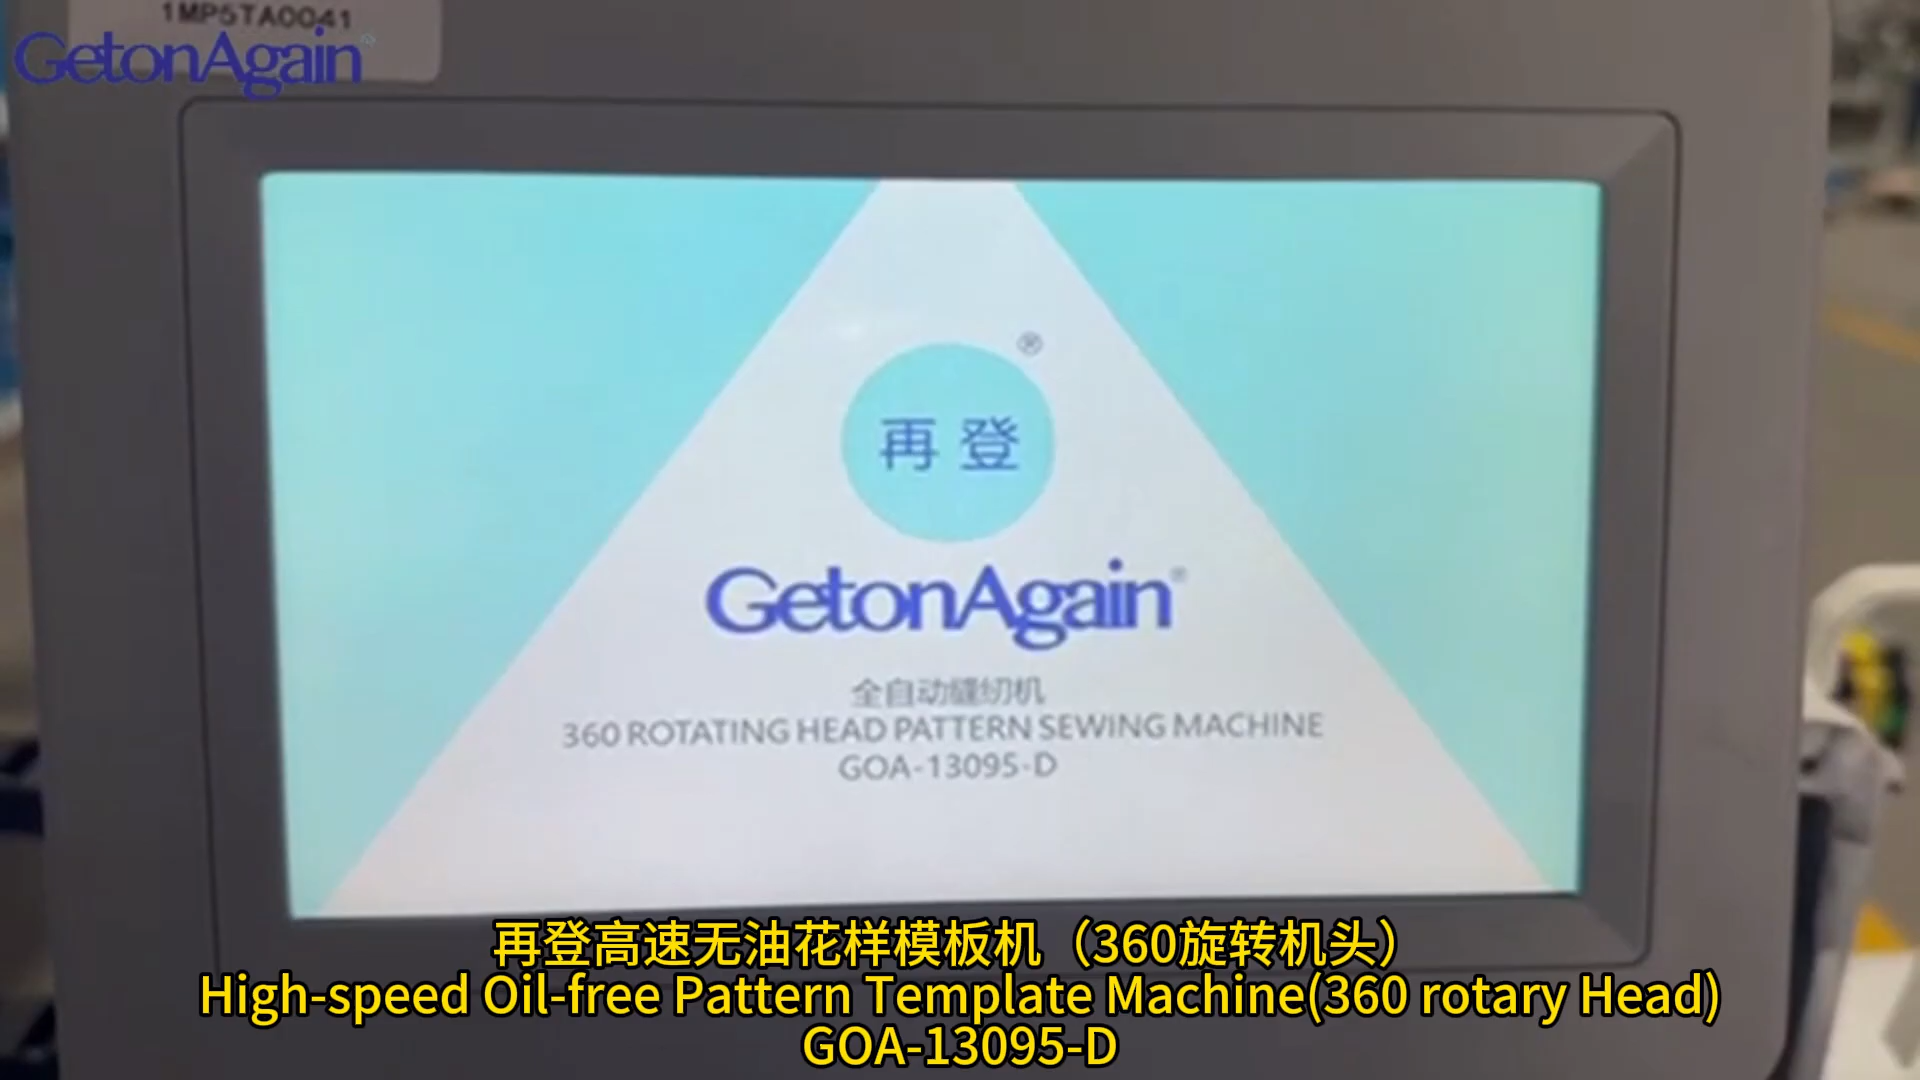 1MP5TA0041
GetonAgain
®
再登
GetonAgain®
全自动缝纫机
360 ROTATING HEAD PATTERN SEWING MACHINE
GOA-13095-D
再登高速无油花样模板机（360旋转机头）
High-speed Oil-free Pattern Template Machine(360 rotary Head)
GOA-13095-D